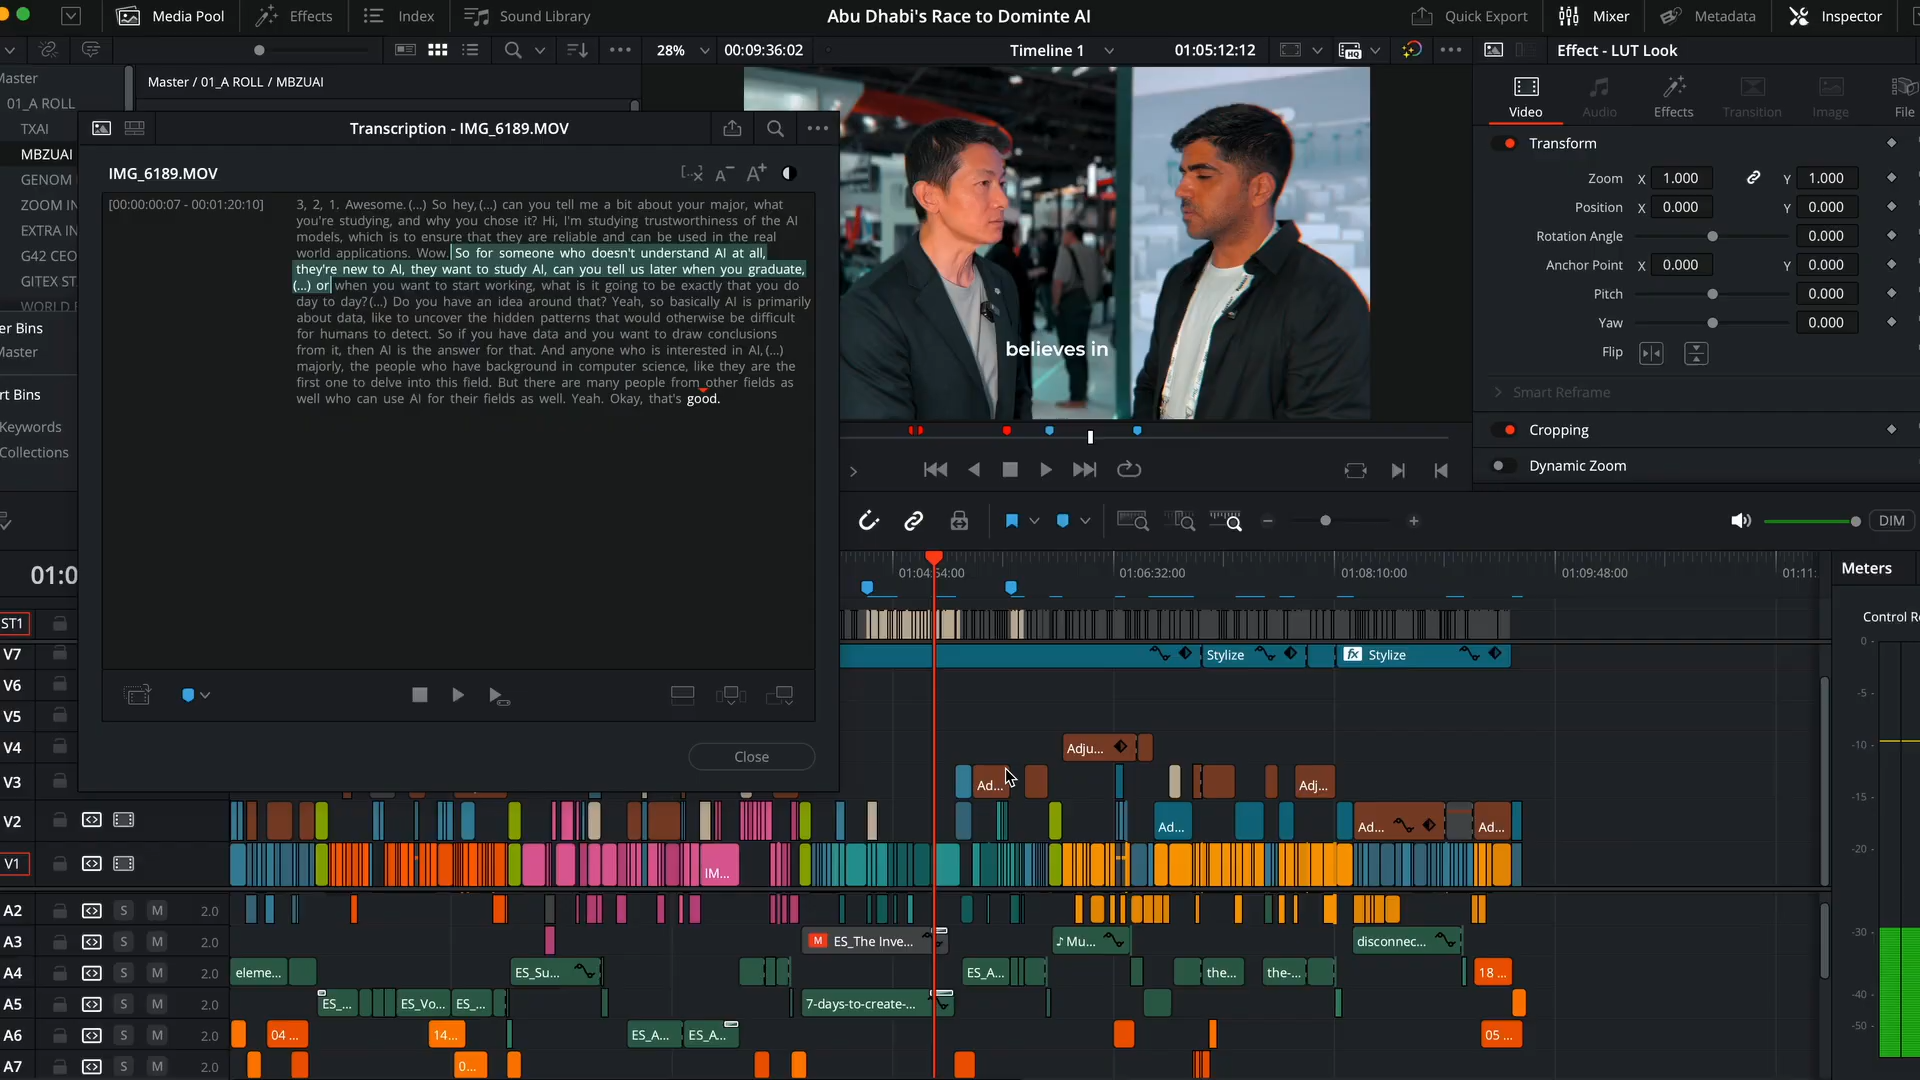 Media Pool
Effects
Index
Sound Library
Abu Dhabi's Race to Dominte AI
Quick Export
Mixer
Metadata
Inspector
28%
00:09:36:02
Timeline 1
01:05:12:12
Effect - LUT Look
Master / 01_A ROLL / MBZUAI
aster
01_A ROLL
TXAI
MBZUAI
GENOM
ZOOM IN
EXTRA IN
G42 CEO
GITEX ST
WORLD F
er Bins
Master
rt Bins
Keywords
Collections
Transcription - IMG_6189.MOV
IMG_6189.MOV
A- A+
[00:00:00:07 - 00:01:20:10]
3, 2, 1. Awesome. (...) So hey, (...) can you tell me a bit about your major, what
you're studying, and why you chose it? Hi, I'm studying trustworthiness of the AI
models, which is to ensure that they are reliable and can be used in the real
world applications. Wow. So for someone who doesn't understand AI at all,
they're new to AI, they want to study AI, can you tell us later when you graduate,
(...) or when you want to start working, what is it going to be exactly that you do
day to day? (...) Do you have an idea around that? Yeah, so basically AI is primarily
about data, like to uncover the hidden patterns that would otherwise be difficult
for humans to detect. So if you have data and you want to draw conclusions
from it, then AI is the answer for that. And anyone who is interested in AI, (...)
majorly, the people who have background in computer science, like they are the
first one to delve into this field. But there are many people from other fields as
well who can use AI for their fields as well. Yeah. Okay, that's good.
Close
believes in
Video
Audio
Effects
Transition
Image
File
Transform
Zoom X 1.000 Y 1.000
Position X 0.000 Y 0.000
Rotation Angle 0.000
Anchor Point X 0.000 Y 0.000
Pitch 0.000
Yaw 0.000
Flip
Smart Reframe
Cropping
Dynamic Zoom
DIM
01:0
01:04:54:00
01:06:32:00
01:08:10:00
01:09:48:00
01:11:
Meters
Control Ro
0
-5
-10
-15
-20
-30
-40
-50
ST1
V7
Stylize
fx Stylize
V6
V5
V4
Adju...
V3
Ad...
Adj...
V2
Ad...
Ad...
Ad...
V1
IM...
A2 S M 2.0
A3 S M 2.0
M ES_The Inve...
Mu...
disconnec...
A4 S M 2.0
eleme...
ES_Su...
ES_A...
the...
the-...
18 ...
A5 S M 2.0
ES_...
ES_Vo...
ES_...
7-days-to-create-...
A6 S M 2.0
04 ...
14...
ES_A...
ES_A...
05 ...
A7 S M 2.0
0...